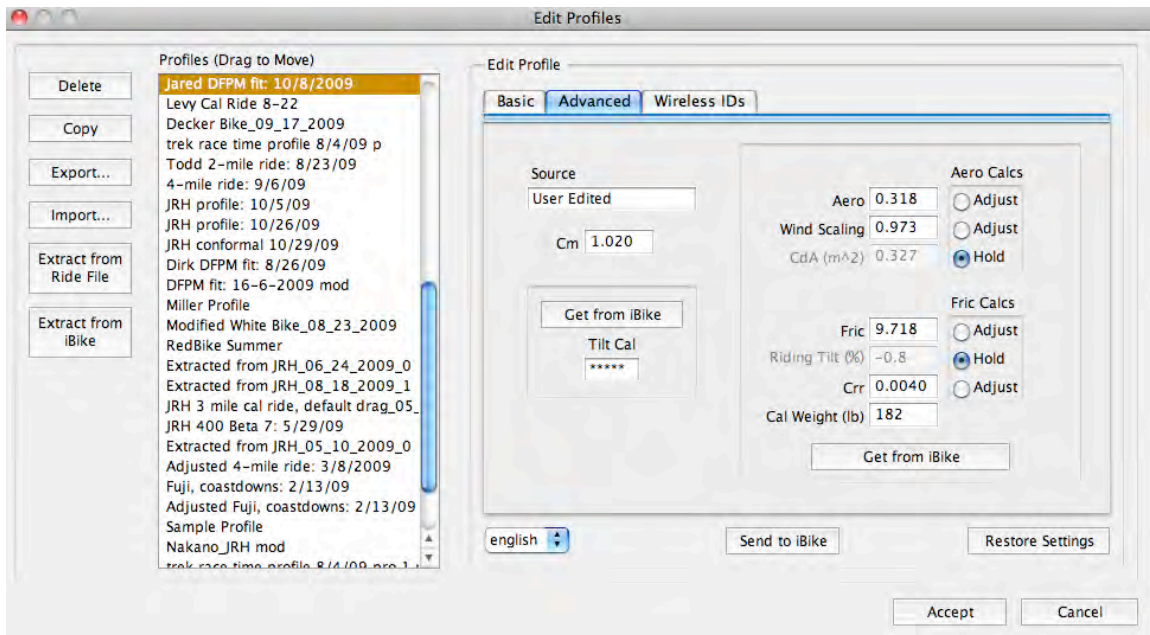 Edit Profiles
Delete
Copy
Export...
Import...
Extract from
Ride File
Extract from
iBike
Profiles (Drag to Move)
Jared DFPM fit: 10/8/2009
Levy Cal Ride 8-22
Decker Bike_09_17_2009
trek race time profile 8/4/09 p
Todd 2-mile ride: 8/23/09
4-mile ride: 9/6/09
JRH profile: 10/5/09
JRH profile: 10/26/09
JRH conformal 10/29/09
Dirk DFPM fit: 8/26/09
DFPM fit: 16-6-2009 mod
Miller Profile
Modified White Bike_08_23_2009
RedBike Summer
Extracted from JRH_06_24_2009_0
Extracted from JRH_08_18_2009_1
JRH 3 mile cal ride, default drag_05_
JRH 400 Beta 7: 5/29/09
Extracted from JRH_05_10_2009_0
Adjusted 4-mile ride: 3/8/2009
Fuji, coastdowns: 2/13/09
Adjusted Fuji, coastdowns: 2/13/09
Sample Profile
Nakano_JRH mod
trek race time profile 8/4/09 pro 1
Edit Profile
Basic Advanced Wireless IDs
Source
User Edited
Cm 1.020
Get from iBike
Tilt Cal
*****
Aero Calcs
Aero 0.318 Adjust
Wind Scaling 0.973 Adjust
CdA (m^2) 0.327 Hold
Fric Calcs
Fric 9.718 Adjust
Riding Tilt (%) -0.8 Hold
Crr 0.0040 Adjust
Cal Weight (lb) 182
Get from iBike
english Send to iBike Restore Settings
Accept Cancel